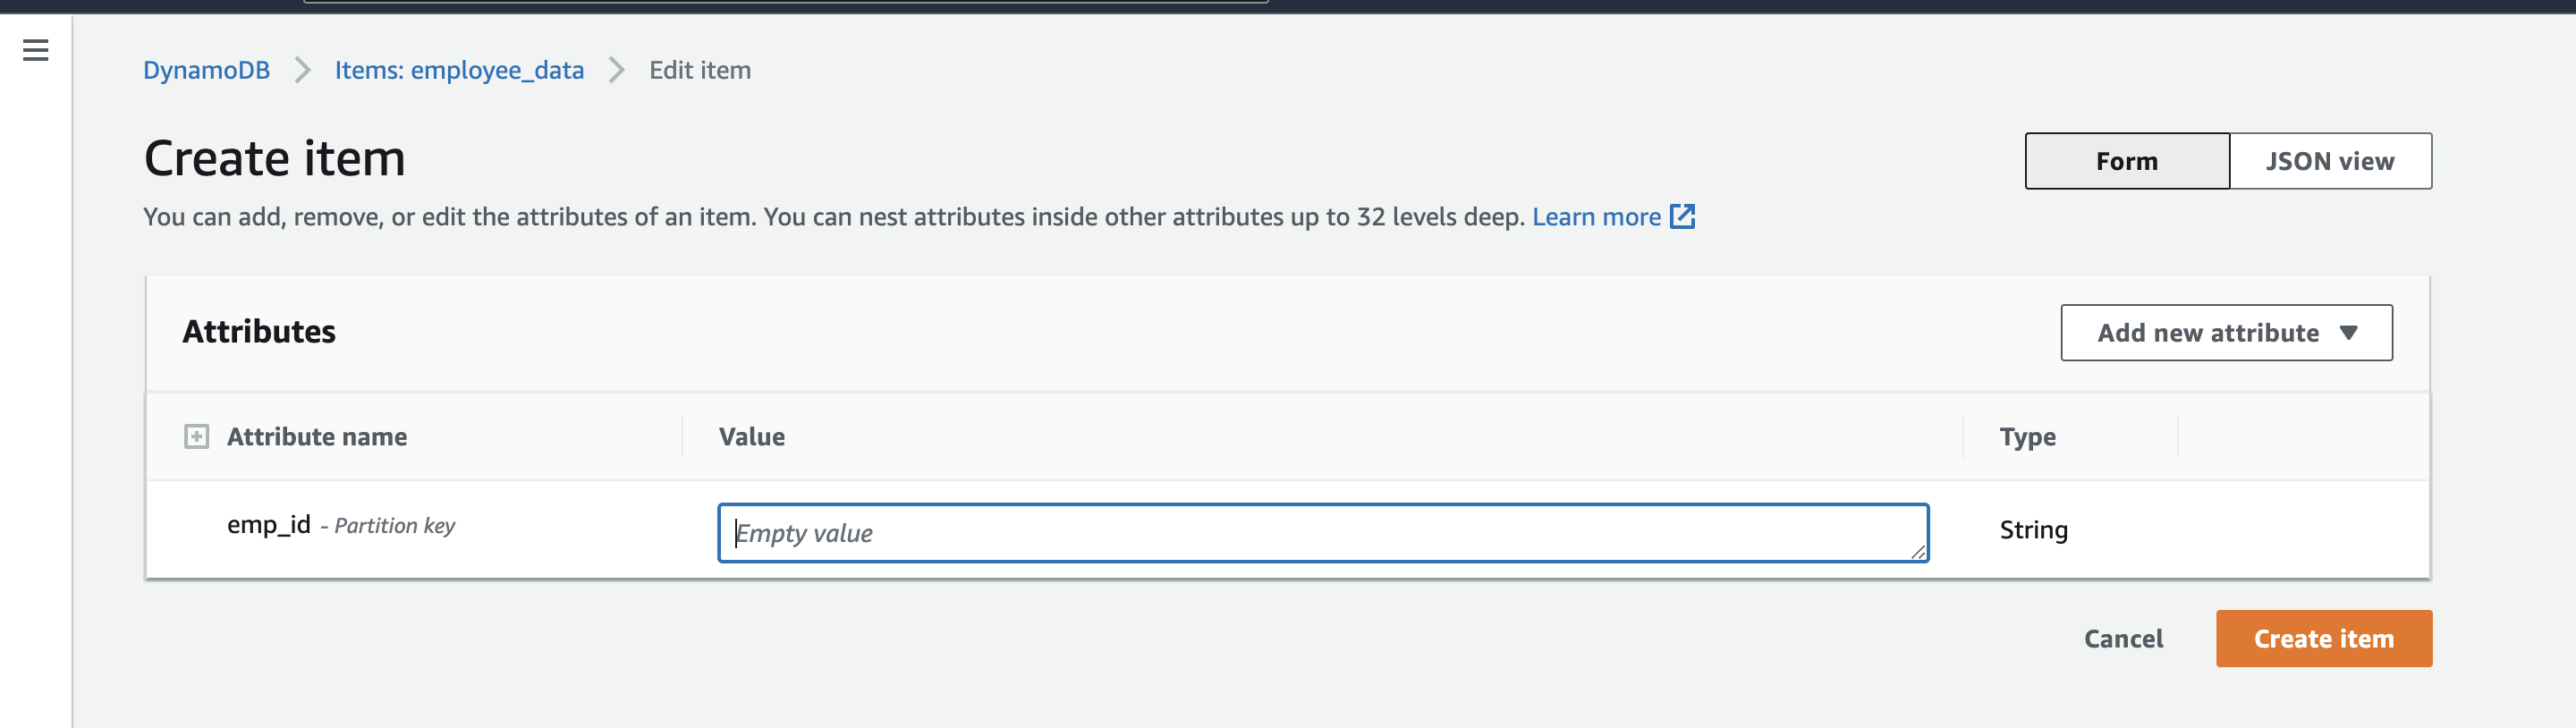 DynamoDB > Items: employee_data > Edit item
Create item
Form JSON view
You can add, remove, or edit the attributes of an item. You can nest attributes inside other attributes up to 32 levels deep. Learn more
Attributes
Add new attribute
Attribute name Value Type
emp_id - Partition key Empty value String
Cancel Create item